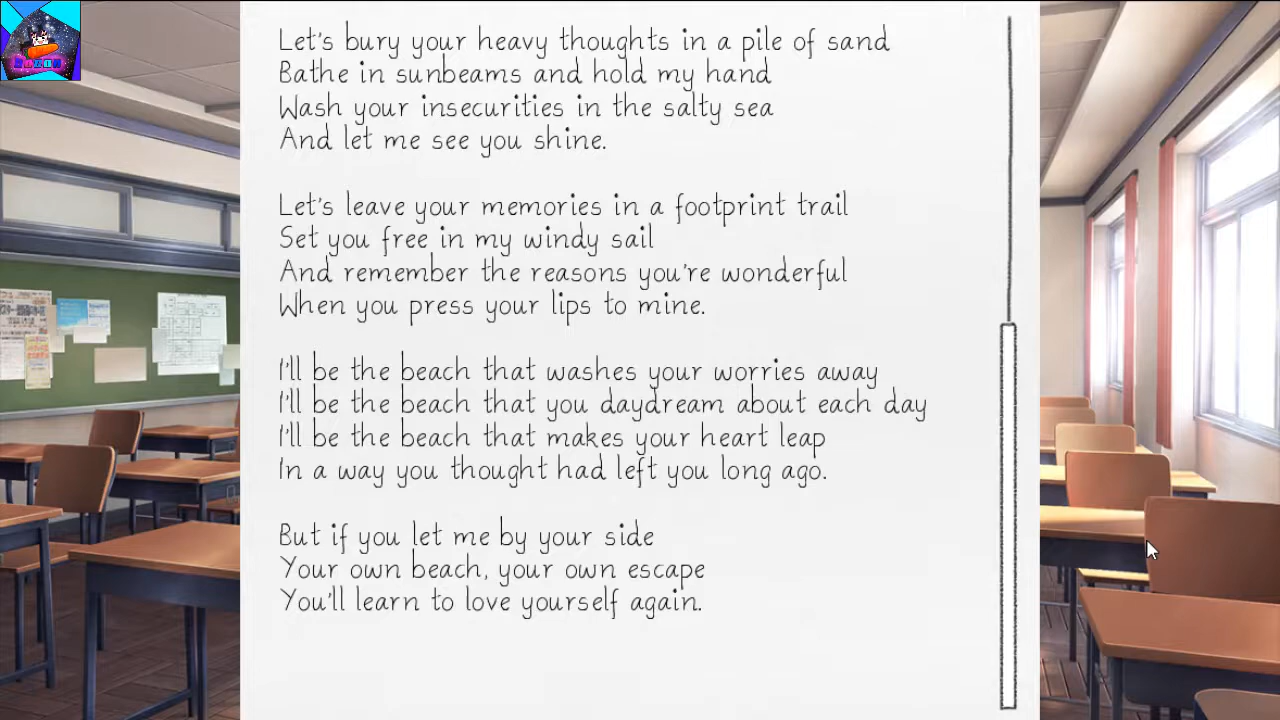 Let's bury your heavy thoughts in a pile of sand
Bathe in sunbeams and hold my hand
Wash your insecurities in the salty sea
And let me see you shine.
Let's leave your memories in a footprint trail
Set you free in my windy sail
And remember the reasons you're wonderful
When you press your lips to mine.
I'll be the beach that washes your worries away
I'll be the beach that you daydream about each day
I'll be the beach that makes your heart leap
In a way you thought had left you long ago.
But if you let me by your side
Your own beach, your own escape
You'll learn to love yourself again.